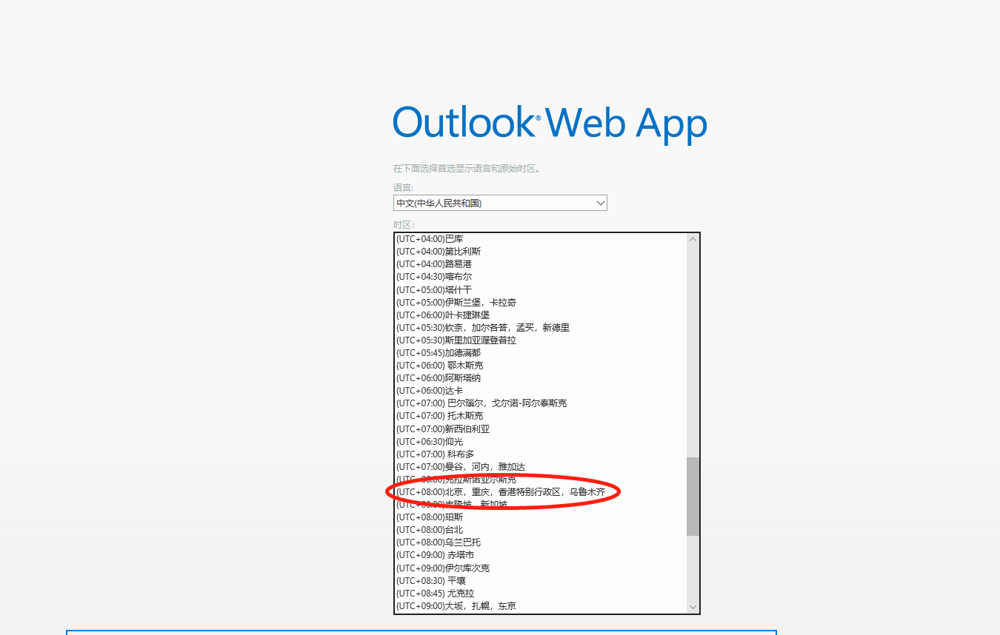 Outlook® Web App
在下面选择首选显示语言和原始时区。
语言:
中文(中华人民共和国)
时区:
(UTC+04:00)巴库
(UTC+04:00)第比利斯
(UTC+04:00)路易港
(UTC+04:30)喀布尔
(UTC+05:00)塔什干
(UTC+05:00)伊斯兰堡，卡拉奇
(UTC+06:00)叶卡捷琳堡
(UTC+05:30)钦奈，加尔各答，孟买，新德里
(UTC+05:30)斯里加亚渥登普拉
(UTC+05:45)加德满都
(UTC+06:00) 鄂木斯克
(UTC+06:00)阿斯塔纳
(UTC+06:00)达卡
(UTC+07:00) 巴尔瑙尔，戈尔诺-阿尔泰斯克
(UTC+07:00) 托木斯克
(UTC+07:00)新西伯利亚
(UTC+06:30)仰光
(UTC+07:00) 科布多
(UTC+07:00)曼谷，河内，雅加达
(UTC+08:00)克拉斯诺亚尔斯克
(UTC+08:00)北京，重庆，香港特别行政区，乌鲁木齐
(UTC+08:00)吉隆坡，新加坡
(UTC+08:00)珀斯
(UTC+08:00)台北
(UTC+08:00)乌兰巴托
(UTC+09:00) 赤塔市
(UTC+09:00)伊尔库次克
(UTC+08:30) 平壤
(UTC+08:45) 尤克拉
(UTC+09:00)大坂，扎幌，东京